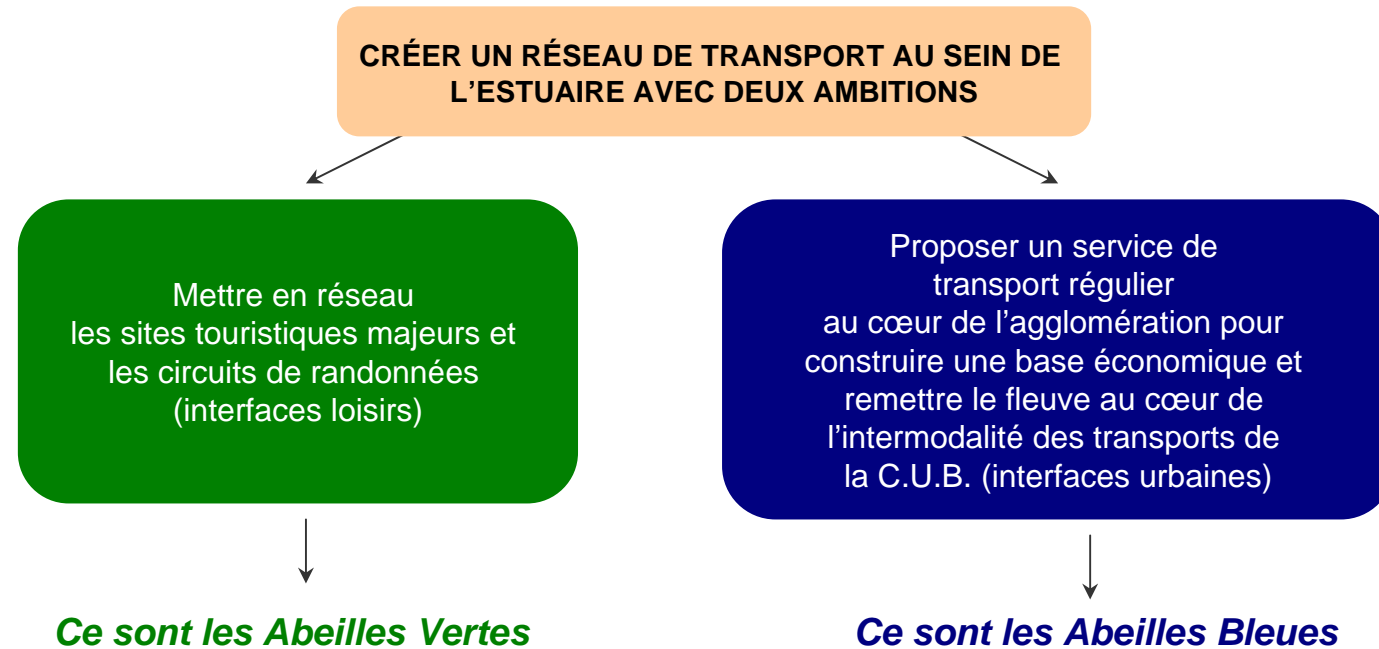 CRÉER UN RÉSEAU DE TRANSPORT AU SEIN DE
L’ESTUAIRE AVEC DEUX AMBITIONS
Mettre en réseau
les sites touristiques majeurs et
les circuits de randonnées
(interfaces loisirs)
Proposer un service de
transport régulier
au cœur de l’agglomération pour
construire une base économique et
remettre le fleuve au cœur de
l’intermodalité des transports de
la C.U.B. (interfaces urbaines)
Ce sont les Abeilles Vertes
Ce sont les Abeilles Bleues